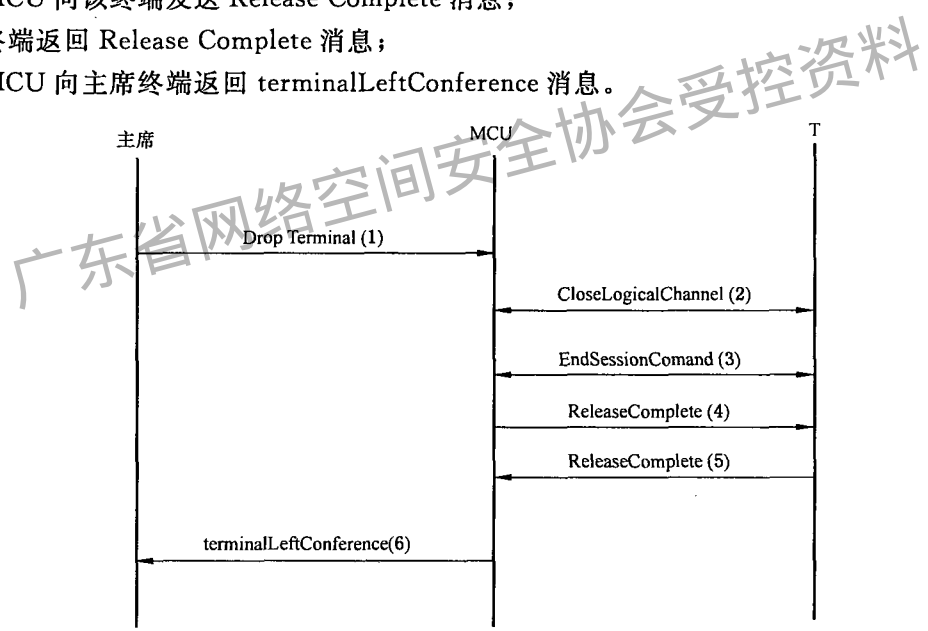 MCU 向该终端发送 Release Complete 消息；
终端返回 Release Complete 消息；
MCU 向主席终端返回 terminalLeftConference 消息。
主席
MCU
T
广东省网络空间安全协会受控资料
Drop Terminal (1)
CloseLogicalChannel (2)
EndSessionComand (3)
ReleaseComplete (4)
ReleaseComplete (5)
terminalLeftConference(6)